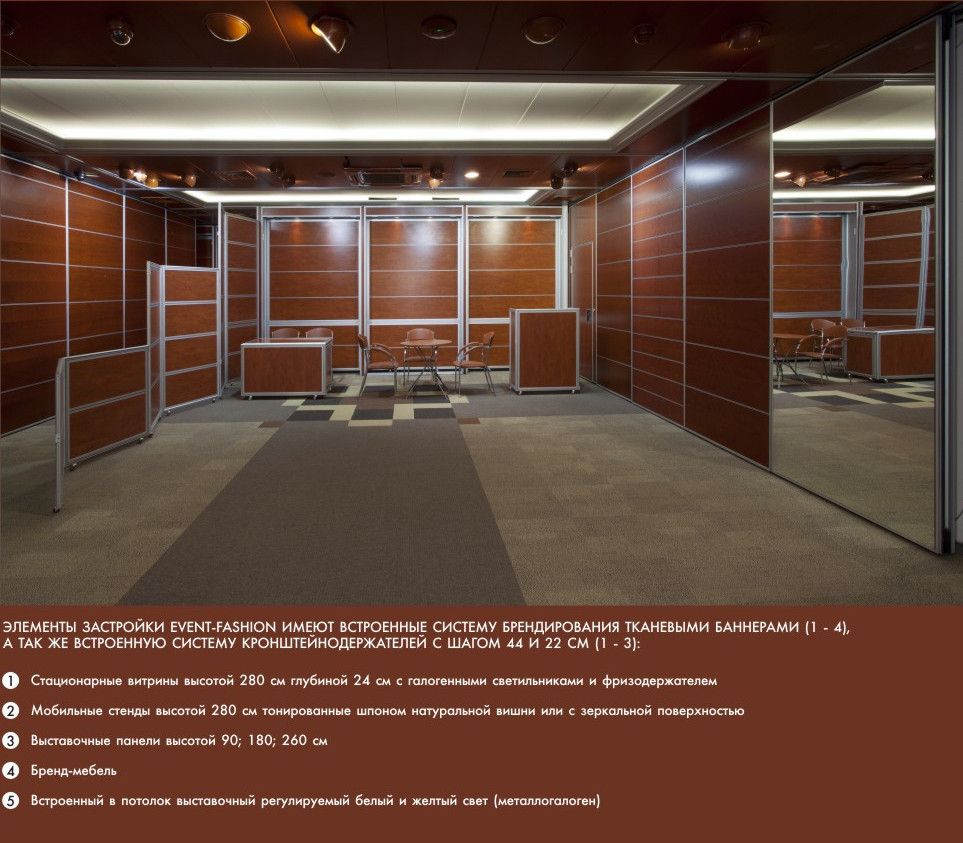 ЭЛЕМЕНТЫ ЗАСТРОЙКИ EVENT-FASHION ИМЕЮТ ВСТРОЕННЫЕ СИСТЕМУ БРЕНДИРОВАНИЯ ТКАНЕВЫМИ БАННЕРАМИ (1 - 4),
А ТАК ЖЕ ВСТРОЕННУЮ СИСТЕМУ КРОНШТЕЙНОДЕРЖАТЕЛЕЙ С ШАГОМ 44 И 22 СМ (1 - 3):
1 Стационарные витрины высотой 280 см глубиной 24 см с галогенными светильниками и фризодержателем
2 Мобильные стенды высотой 280 см тонированные шпоном натуральной вишни или с зеркальной поверхностью
3 Выставочные панели высотой 90; 180; 260 см
4 Бренд-мебель
5 Встроенный в потолок выставочный регулируемый белый и желтый свет (металлогалоген)